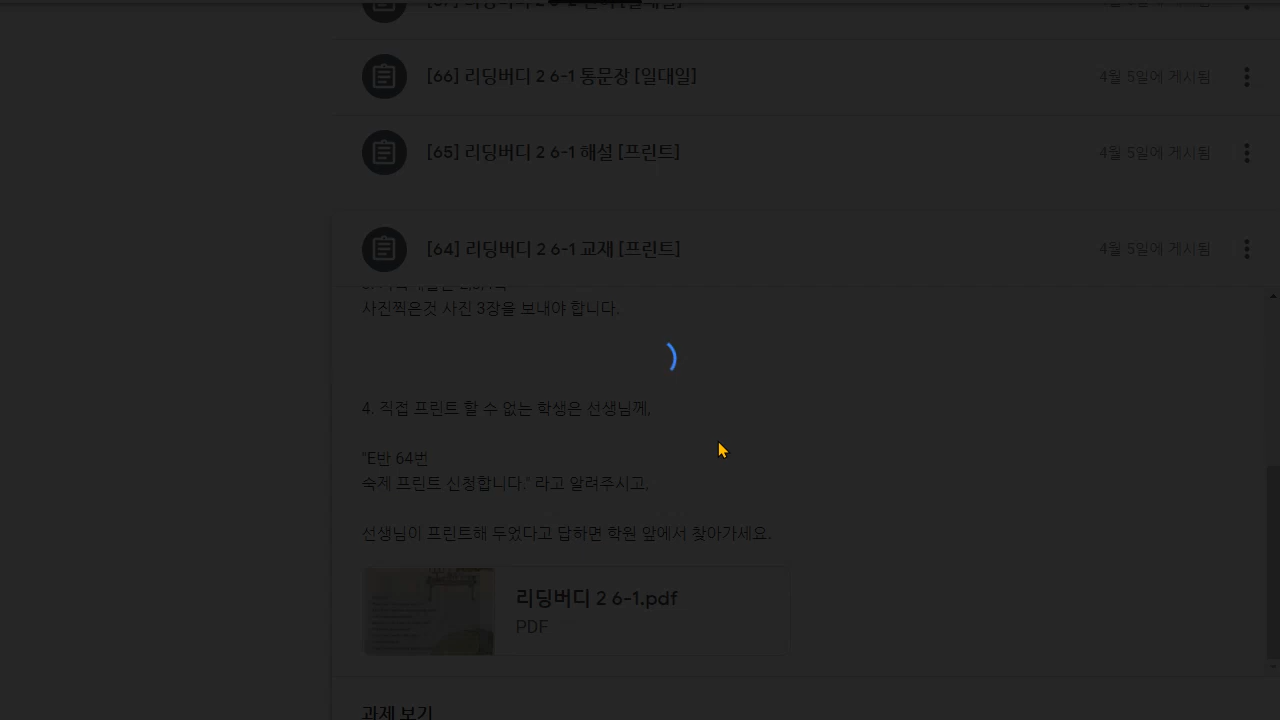 [66] 리딩버디 2 6-1 통문장 [일대일]
4월 5일에 게시됨
[65] 리딩버디 2 6-1 해설 [프린트]
4월 5일에 게시됨
[64] 리딩버디 2 6-1 교재 [프린트]
4월 5일에 게시됨
사진찍은것 사진 3장을 보내야 합니다.
4. 직접 프린트 할 수 없는 학생은 선생님께,
"E반 64번
숙제 프린트 신청합니다." 라고 알려주시고,
선생님이 프린트해 두었다고 답하면 학원 앞에서 찾아가세요.
리딩버디 2 6-1.pdf
PDF
과제 보기